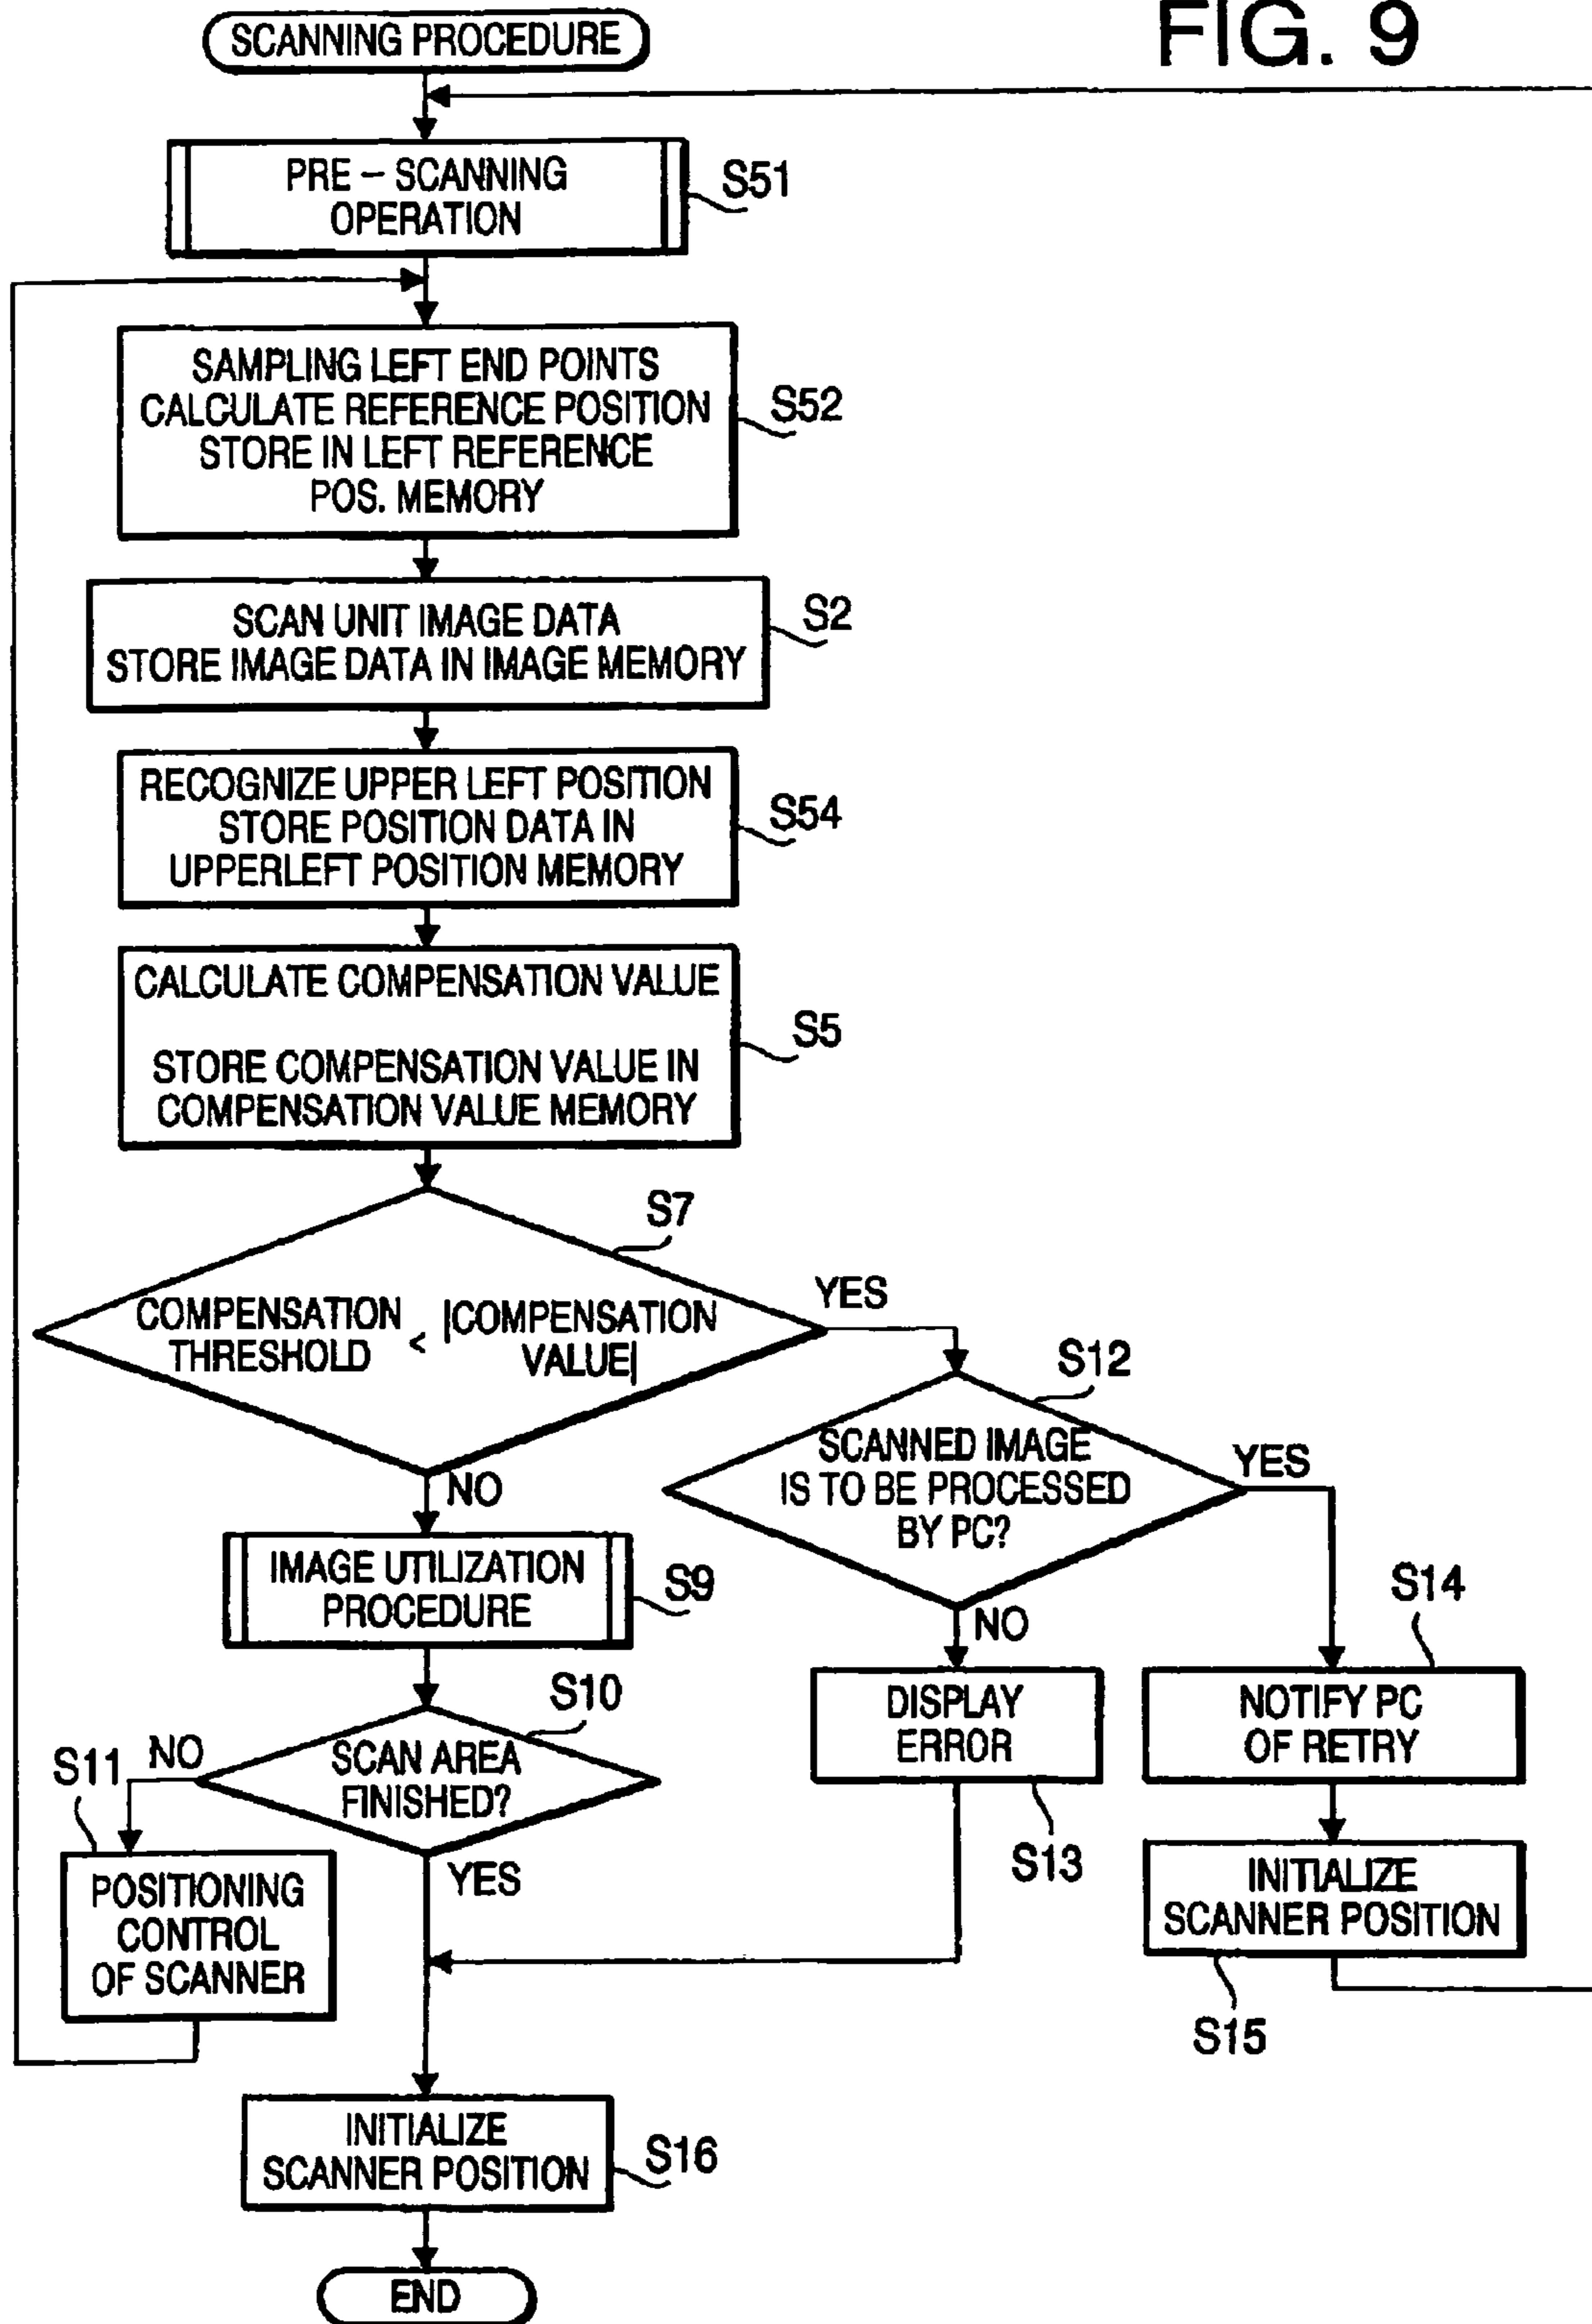 FIG. 9
SCANNING PROCEDURE
PRE – SCANNING
OPERATION
S51
SAMPLING LEFT END POINTS
CALCULATE REFERENCE POSITION
STORE IN LEFT REFERENCE
POS. MEMORY
S52
SCAN UNIT IMAGE DATA
STORE IMAGE DATA IN IMAGE MEMORY
S2
RECOGNIZE UPPER LEFT POSITION
STORE POSITION DATA IN
UPPERLEFT POSITION MEMORY
S54
CALCULATE COMPENSATION VALUE
STORE COMPENSATION VALUE IN
COMPENSATION VALUE MEMORY
S5
S7
COMPENSATION
THRESHOLD
<
|COMPENSATION
VALUE|
YES
NO
S12
SCANNED IMAGE
IS TO BE PROCESSED
BY PC?
YES
NO
IMAGE UTILIZATION
PROCEDURE
S9
S14
DISPLAY
ERROR
S13
NOTIFY PC
OF RETRY
S10
SCAN AREA
FINISHED?
NO
YES
S11
POSITIONING
CONTROL
OF SCANNER
INITIALIZE
SCANNER POSITION
S15
INITIALIZE
SCANNER POSITION
S16
END